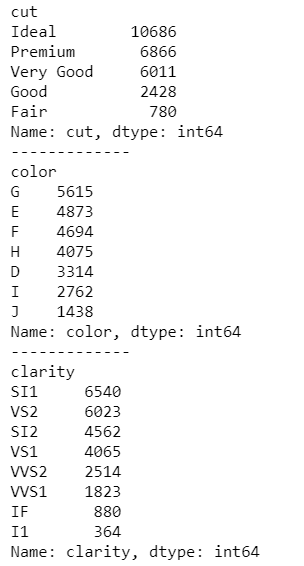 cut
Ideal          10686
Premium         6866
Very Good       6011
Good            2428
Fair             780
Name: cut, dtype: int64
-------------
color
G    5615
E    4873
F    4694
H    4075
D    3314
I    2762
J    1438
Name: color, dtype: int64
-------------
clarity
SI1     6540
VS2     6023
SI2     4562
VS1     4065
VVS2    2514
VVS1    1823
IF       880
I1       364
Name: clarity, dtype: int64